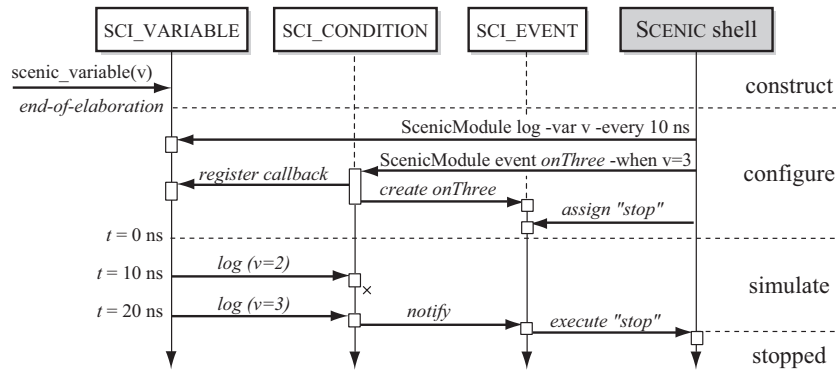 SCI_VARIABLE SCI_CONDITION SCI_EVENT SCENIC shell
scenic_variable(v)
construct
end-of-elaboration
ScenicModule log -var v -every 10 ns
ScenicModule event onThree -when v=3
register callback
configure
create onThree
assign "stop"
t = 0 ns
t = 10 ns log (v=2)
×
simulate
t = 20 ns log (v=3) notify execute "stop"
stopped